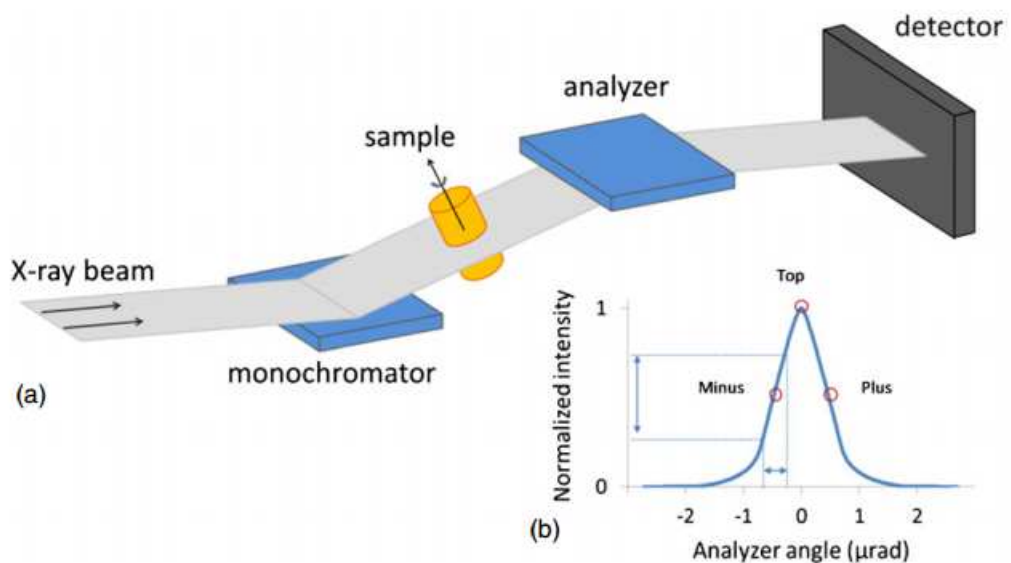 detector
analyzer
sample
X-ray beam
monochromator
(a)
Top
1
Minus
Plus
0
Normalized intensity
-2 -1 0 1 2
(b)
Analyzer angle (μrad)